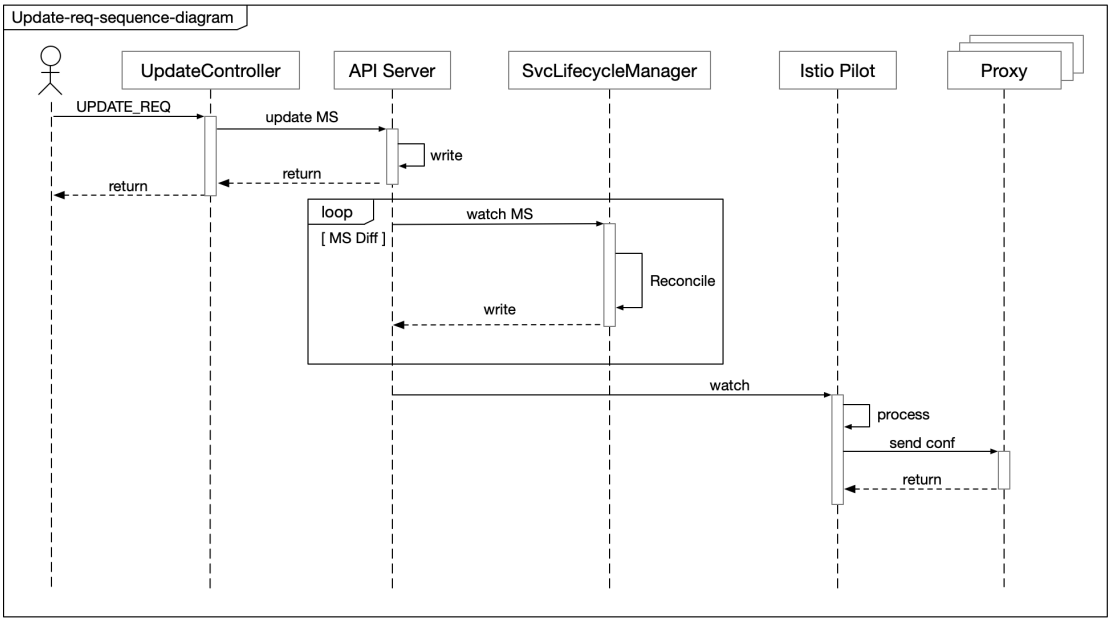 Update-req-sequence-diagram
UpdateController
API Server
SvcLifecycleManager
Istio Pilot
Proxy
UPDATE_REQ
update MS
write
return
return
loop
watch MS
[ MS Diff ]
Reconcile
write
watch
process
send conf
return